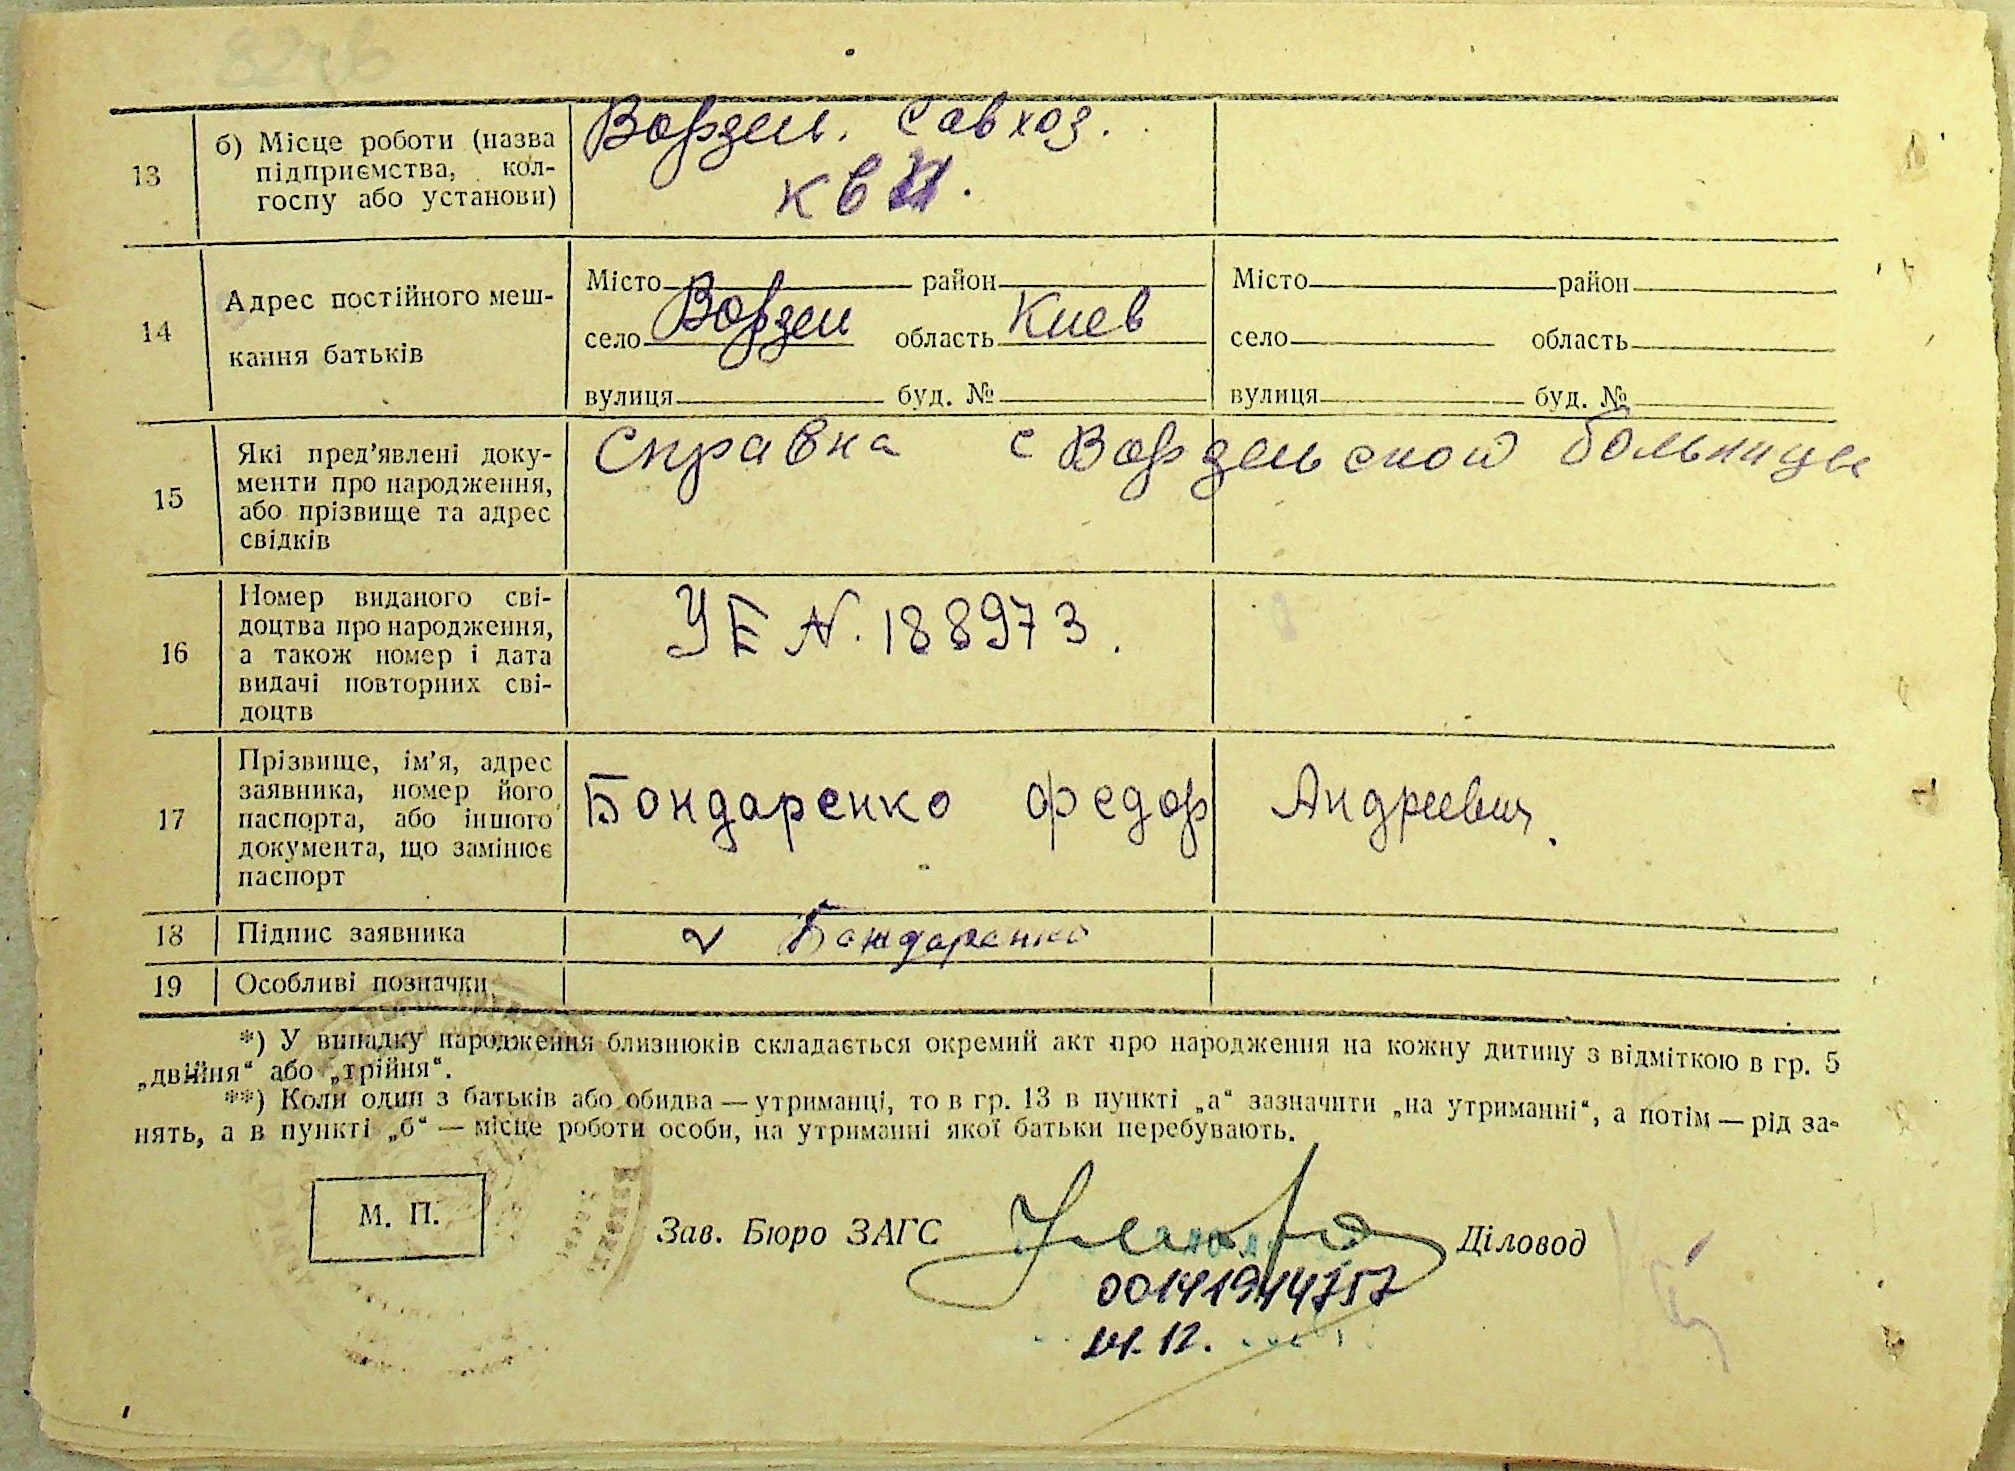 13
б) Місце роботи (назва
підприємства, кол-
госпу або установи)
Ворзель. Савхоз.
14
Адрес постійного меш-
кання батьків
Місто район
село Ворзель область Киев
вулиця буд. №
Місто район
село область
вулиця буд. №
15
Які пред'явлені доку-
менти про народження,
або прізвище та адрес
свідків
Справка с Ворзельской больницы
16
Номер виданого сві-
доцтва про народження,
а також номер і дата
видачі повторних сві-
доцтв
УЕ N. 188973.
17
Прізвище, ім'я, адрес
заявника, номер його
паспорта, або іншого
документа, що замінює
паспорт
Бондаренко Федор Андреевич.
18
Підпис заявника
v Бондаренко
19
Особливі позначки
*) У випадку народження близнюків складається окремий акт про народження на кожну дитину з відміткою в гр. 5
„двійня“ або „трійня“.
**) Коли один з батьків або обидва — утриманці, то в гр. 13 в пункті „а“ зазначити „на утриманні“, а потім — рід за-
нять, а в пункті „б“ — місце роботи особи, на утриманні якої батьки перебувають.
М. П.
Зав. Бюро ЗАГС Діловод
00141944757